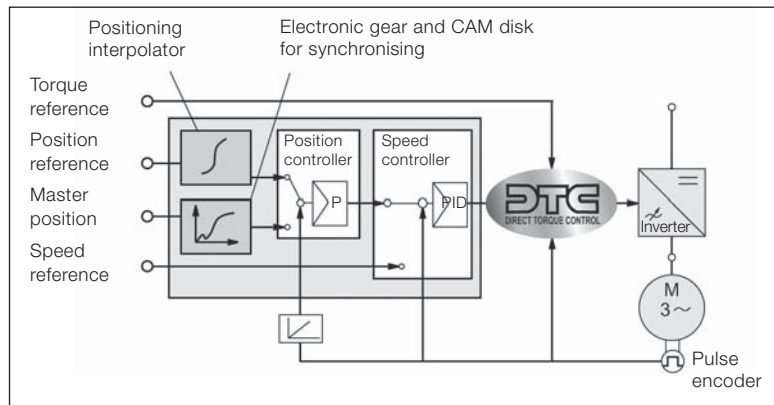 Positioning
interpolator
Electronic gear and CAM disk
for synchronising
Torque
reference
Position
reference
Master
position
Speed
reference
Position
controller
Speed
controller
P
PID
DTC
DIRECT TORQUE CONTROL
Inverter
M
3~
Pulse
encoder